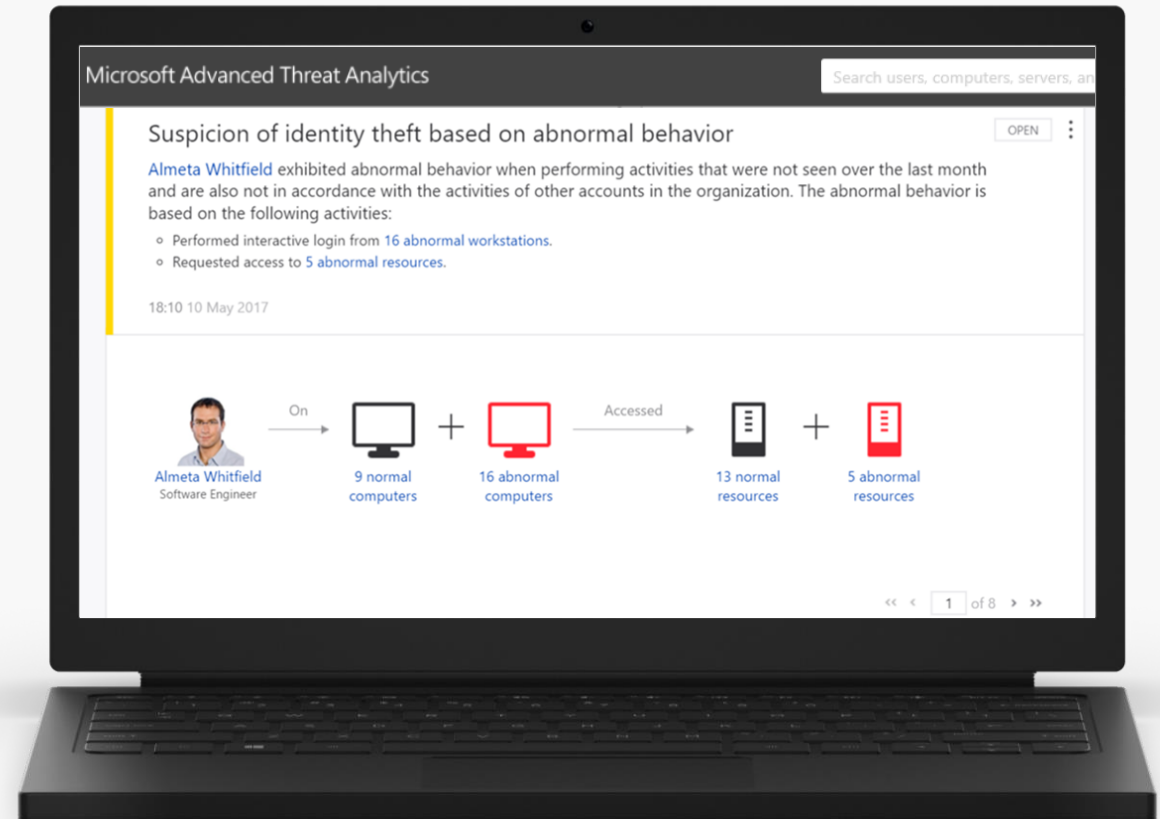 Microsoft Advanced Threat Analytics
Search users, computers, servers, an
Suspicion of identity theft based on abnormal behavior
OPEN
Almeta Whitfield exhibited abnormal behavior when performing activities that were not seen over the last month
and are also not in accordance with the activities of other accounts in the organization. The abnormal behavior is
based on the following activities:
Performed interactive login from 16 abnormal workstations.
Requested access to 5 abnormal resources.
18:10 10 May 2017
On
Accessed
Almeta Whitfield
Software Engineer
9 normal
computers
16 abnormal
computers
13 normal
resources
5 abnormal
resources
<< < 1 of 8 > >>